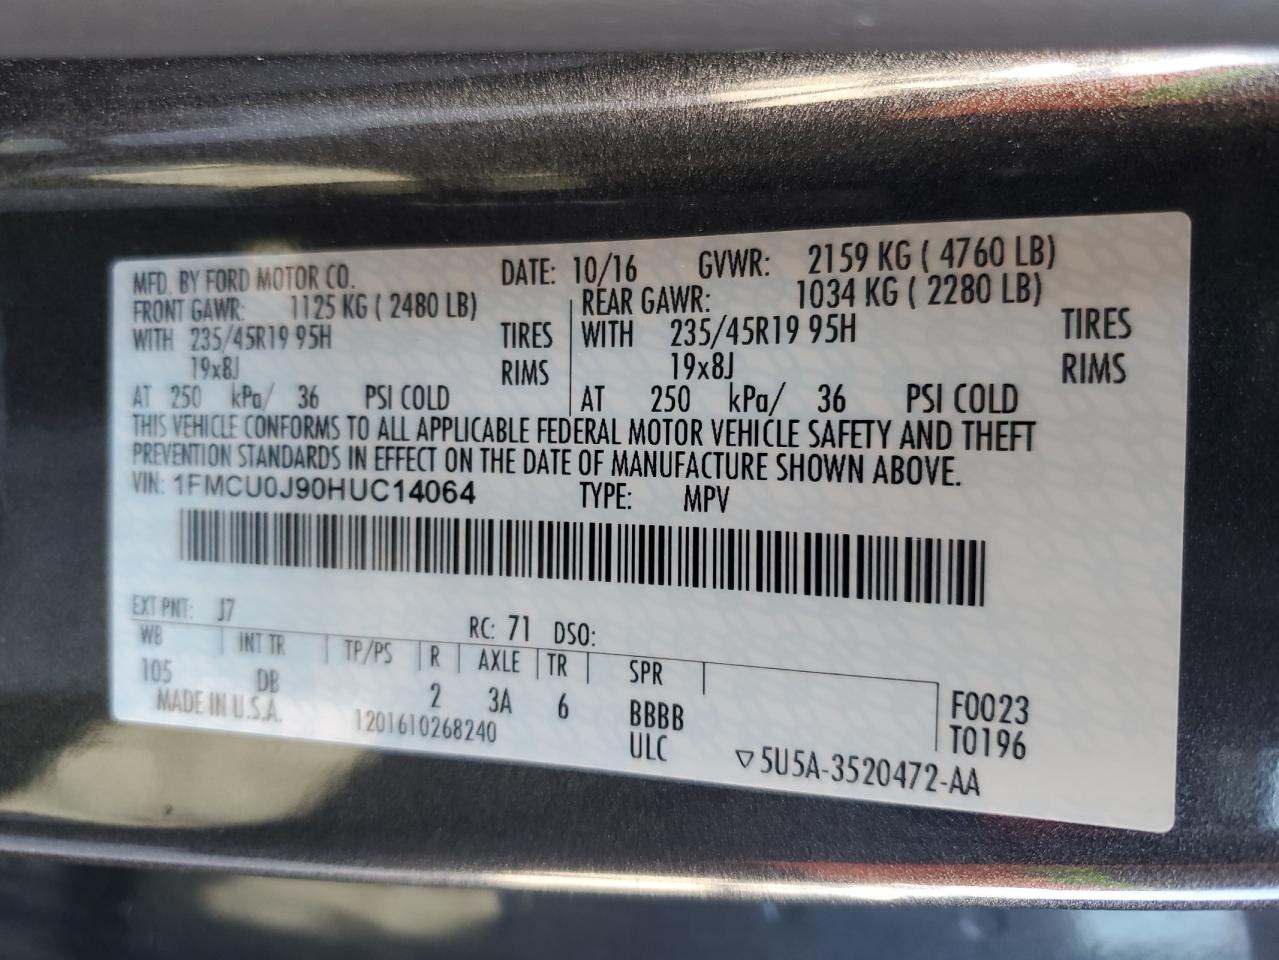 MFD. BY FORD MOTOR CO. DATE: 10/16 GVWR: 2159 KG ( 4760 LB)
FRONT GAWR: 1125 KG ( 2480 LB) REAR GAWR: 1034 KG ( 2280 LB)
WITH 235/45R19 95H TIRES WITH 235/45R19 95H TIRES
19x8J RIMS 19x8J RIMS
AT 250 kPa/ 36 PSI COLD AT 250 kPa/ 36 PSI COLD
THIS VEHICLE CONFORMS TO ALL APPLICABLE FEDERAL MOTOR VEHICLE SAFETY AND THEFT
PREVENTION STANDARDS IN EFFECT ON THE DATE OF MANUFACTURE SHOWN ABOVE.
VIN: 1FMCU0J90HUC14064 TYPE: MPV
EXT PNT: J7 RC: 71 DSO:
WB INT TR TP/PS R AXLE TR SPR
105 DB 2 3A 6 BBBB F0023
MADE IN U.S.A. 1201610268240 ULC T0196
▽5U5A-3520472-AA